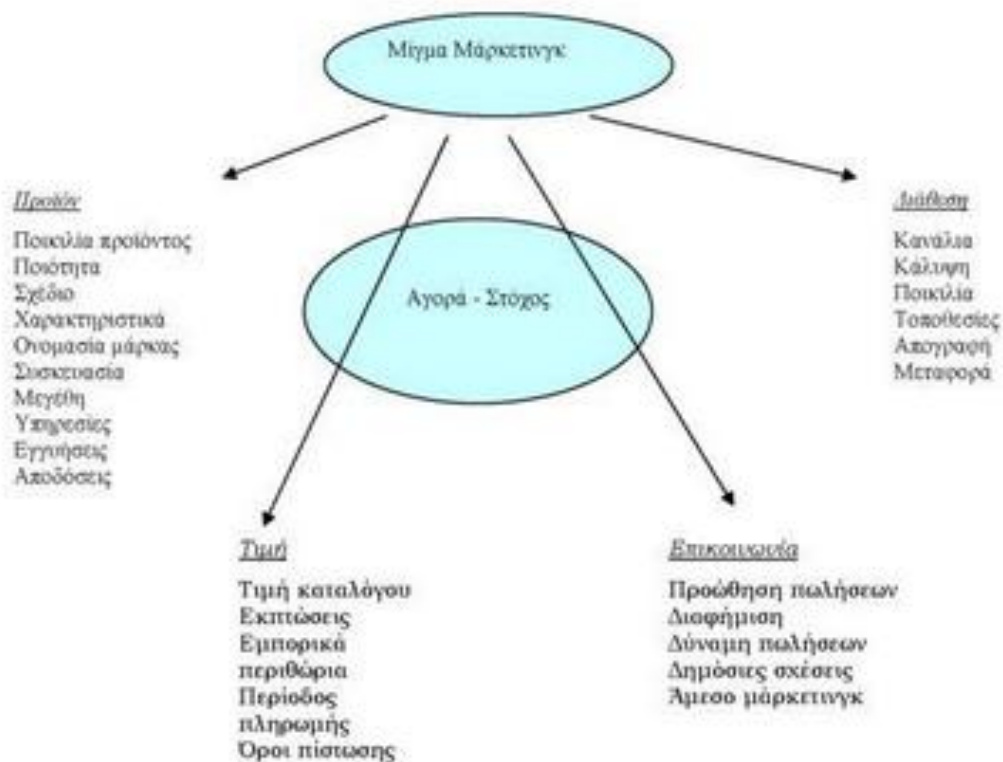 Μίγμα Μάρκετινγκ
Προϊόν
Ποικιλία προϊόντος
Ποιότητα
Σχέδιο
Χαρακτηριστικά
Ονομασία μάρκας
Συσκευασία
Μεγέθη
Υπηρεσίες
Εγγυήσεις
Αποδόσεις
Αγορά - Στόχος
Διάθεση
Κανάλια
Κάλυψη
Ποικιλία
Τοποθεσίες
Απογραφή
Μεταφορά
Τιμή
Τιμή καταλόγου
Εκπτώσεις
Εμπορικά
περιθώρια
Περίοδος
πληρωμής
Όροι πίστωσης
Επικοινωνία
Προώθηση πωλήσεων
Διαφήμιση
Δύναμη πωλήσεων
Δημόσιες σχέσεις
Άμεσο μάρκετινγκ